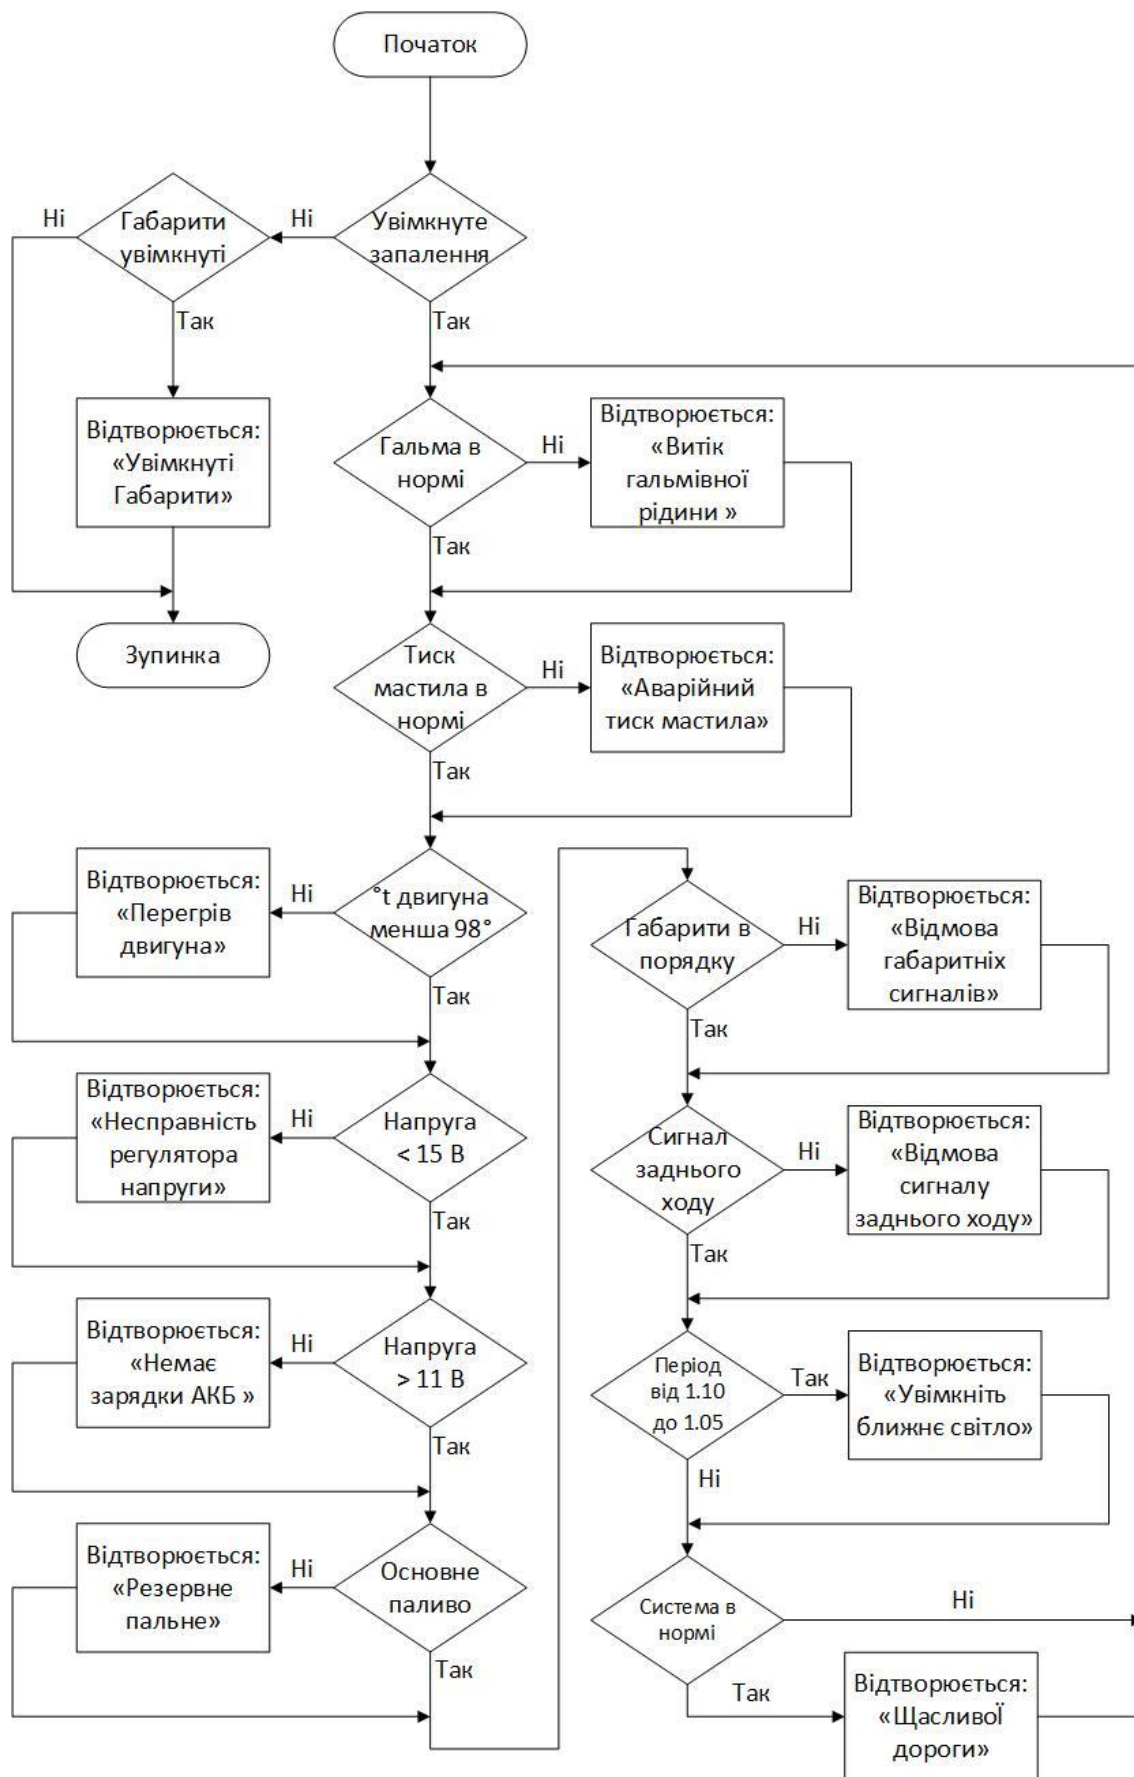 Початок
Увімкнуте
запалення
Ні
Габарити
увімкнуті
Ні
Так
Так
Відтворюється:
«Увімкнуті
Габарити»
Зупинка
Гальма в
нормі
Ні
Відтворюється:
«Витік
гальмівної
рідини »
Так
Тиск
мастила в
нормі
Ні
Відтворюється:
«Аварійний
тиск мастила»
Так
°t двигуна
менша 98°
Ні
Відтворюється:
«Перегрів
двигуна»
Так
Напруга
< 15 В
Ні
Відтворюється:
«Несправність
регулятора
напруги»
Так
Напруга
> 11 В
Ні
Відтворюється:
«Немає
зарядки АКБ »
Так
Основне
паливо
Ні
Відтворюється:
«Резервне
пальне»
Так
Габарити в
порядку
Ні
Відтворюється:
«Відмова
габаритніх
сигналів»
Так
Сигнал
заднього
ходу
Ні
Відтворюється:
«Відмова
сигналу
заднього ходу»
Так
Період
від 1.10
до 1.05
Так
Відтворюється:
«Увімкніть
ближнє світло»
Ні
Система в
нормі
Ні
Так
Відтворюється:
«ЩасливоЇ
дороги»